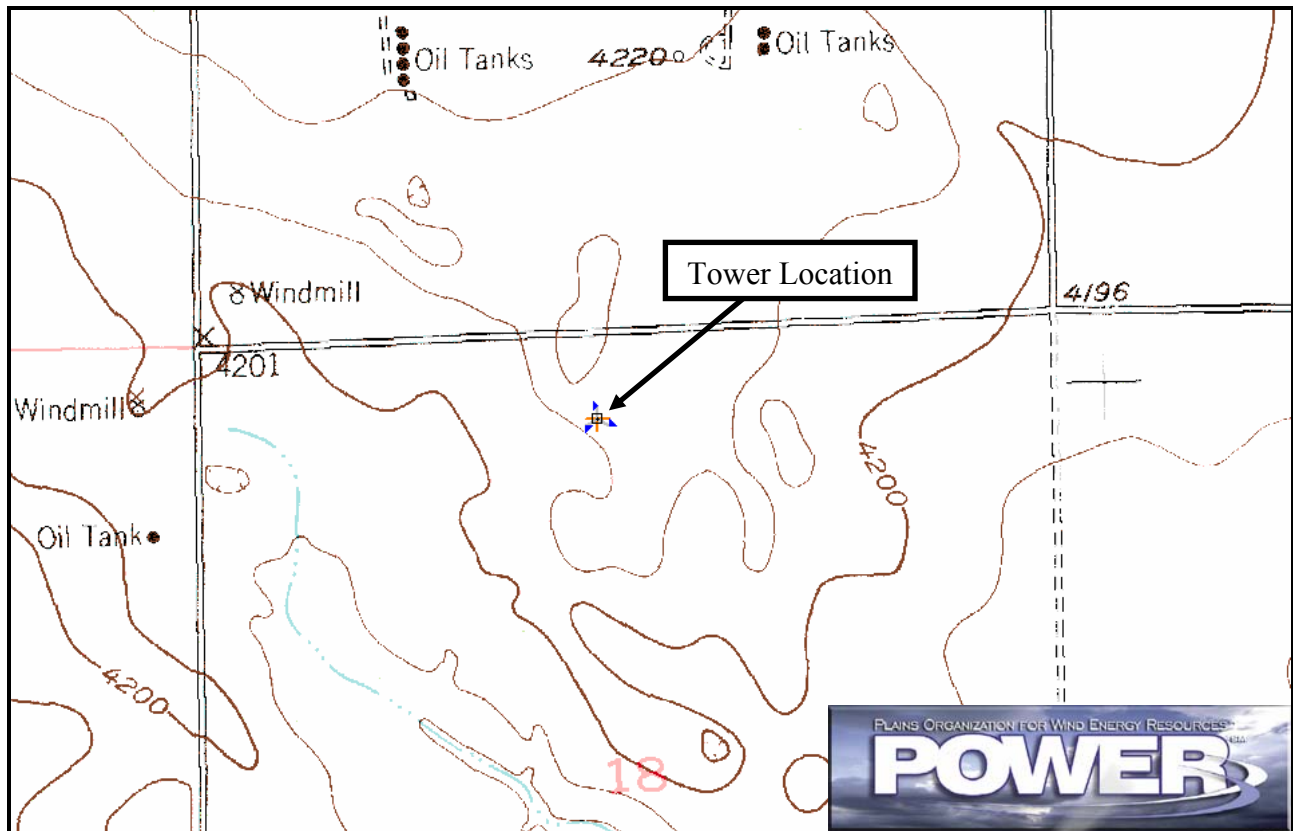 Oil Tanks
4220
Oil Tanks
Windmill
Tower Location
4196
4201
Windmill
4200
Oil Tank
4200
18
PLAINS ORGANIZATION FOR WIND ENERGY RESOURCES
POWER